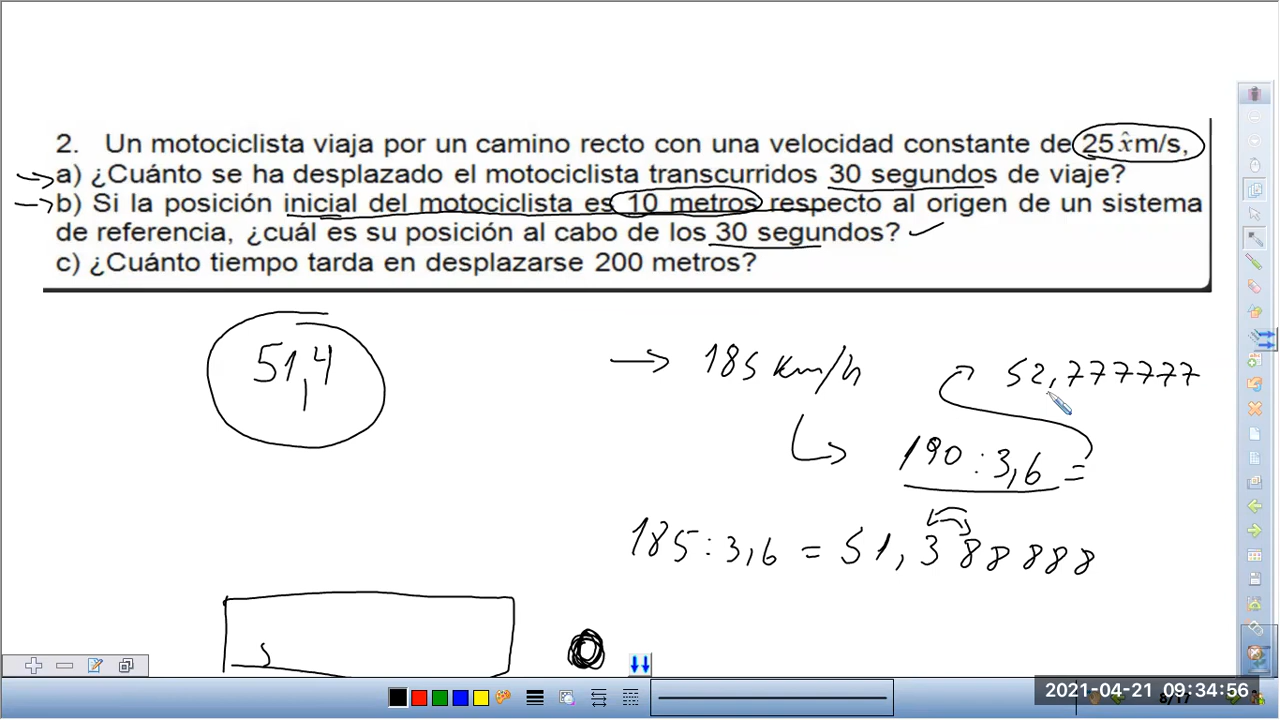 2. Un motociclista viaja por un camino recto con una velocidad constante de 25 x̂m/s,
a) ¿Cuánto se ha desplazado el motociclista transcurridos 30 segundos de viaje?
b) Si la posición inicial del motociclista es 10 metros respecto al origen de un sistema
de referencia, ¿cuál es su posición al cabo de los 30 segundos?
c) ¿Cuánto tiempo tarda en desplazarse 200 metros?
51,4
→ 185 Km/h
52,777777
190 : 3,6 =
185 : 3,6 = 51,388888
5
2021-04-21 09:34:56
8/17